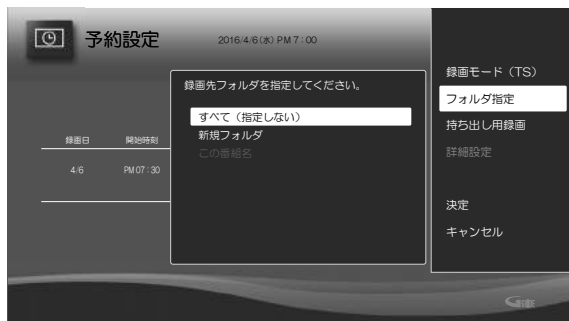 予約設定
2016/4/6(水) PM 7:00
録画モード（TS）
フォルダ指定
持ち出し用録画
詳細設定
決定
キャンセル
録画先フォルダを指定してください。
すべて（指定しない）
新規フォルダ
この番組名
録画日 開始時刻
4/6 PM 07:30